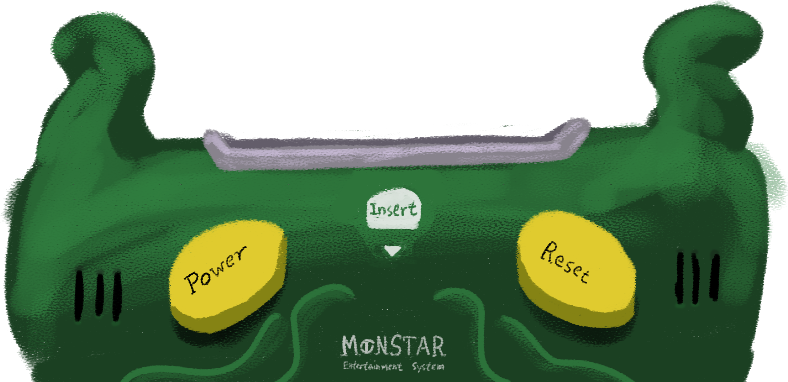 Insert
Power
Reset
MONSTAR
Entertainment System